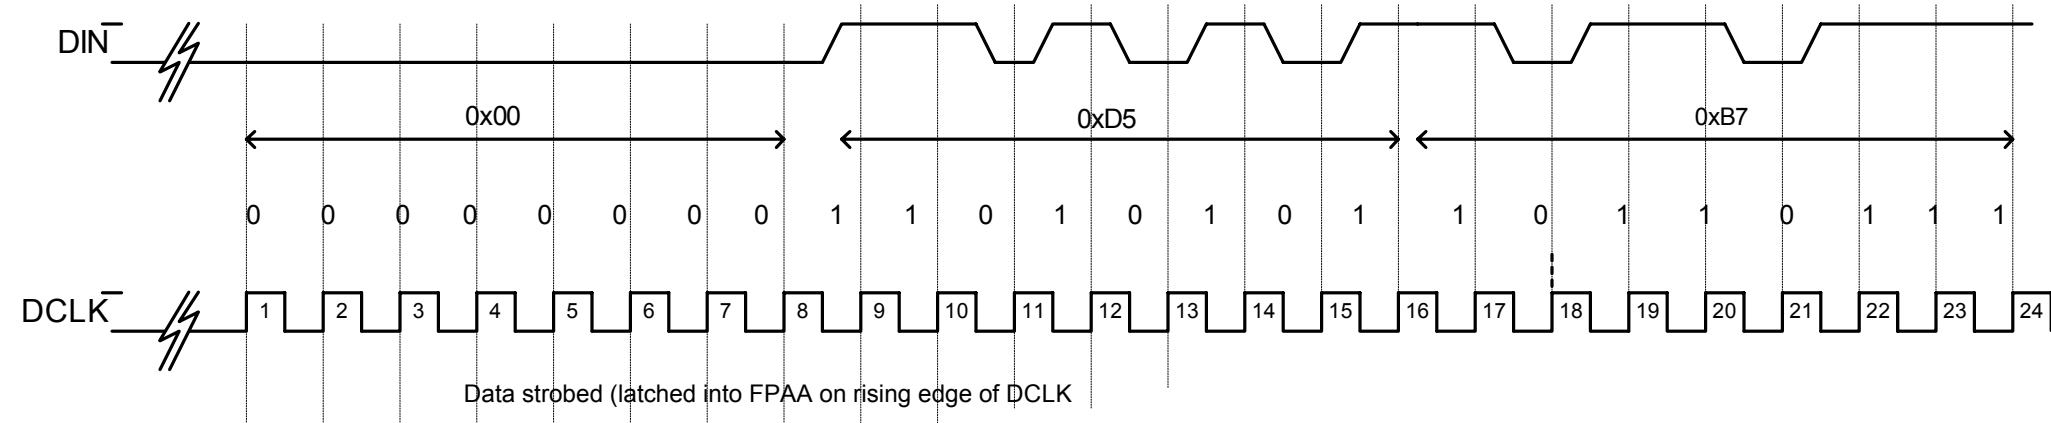 DIN
0x00 0xD5 0xB7
0 0 0 0 0 0 0 0 1 1 0 1 0 1 0 1 1 0 1 1 0 1 1 1
DCLK 1 2 3 4 5 6 7 8 9 10 11 12 13 14 15 16 17 18 19 20 21 22 23 24
Data strobed (latched into FPAA on rising edge of DCLK